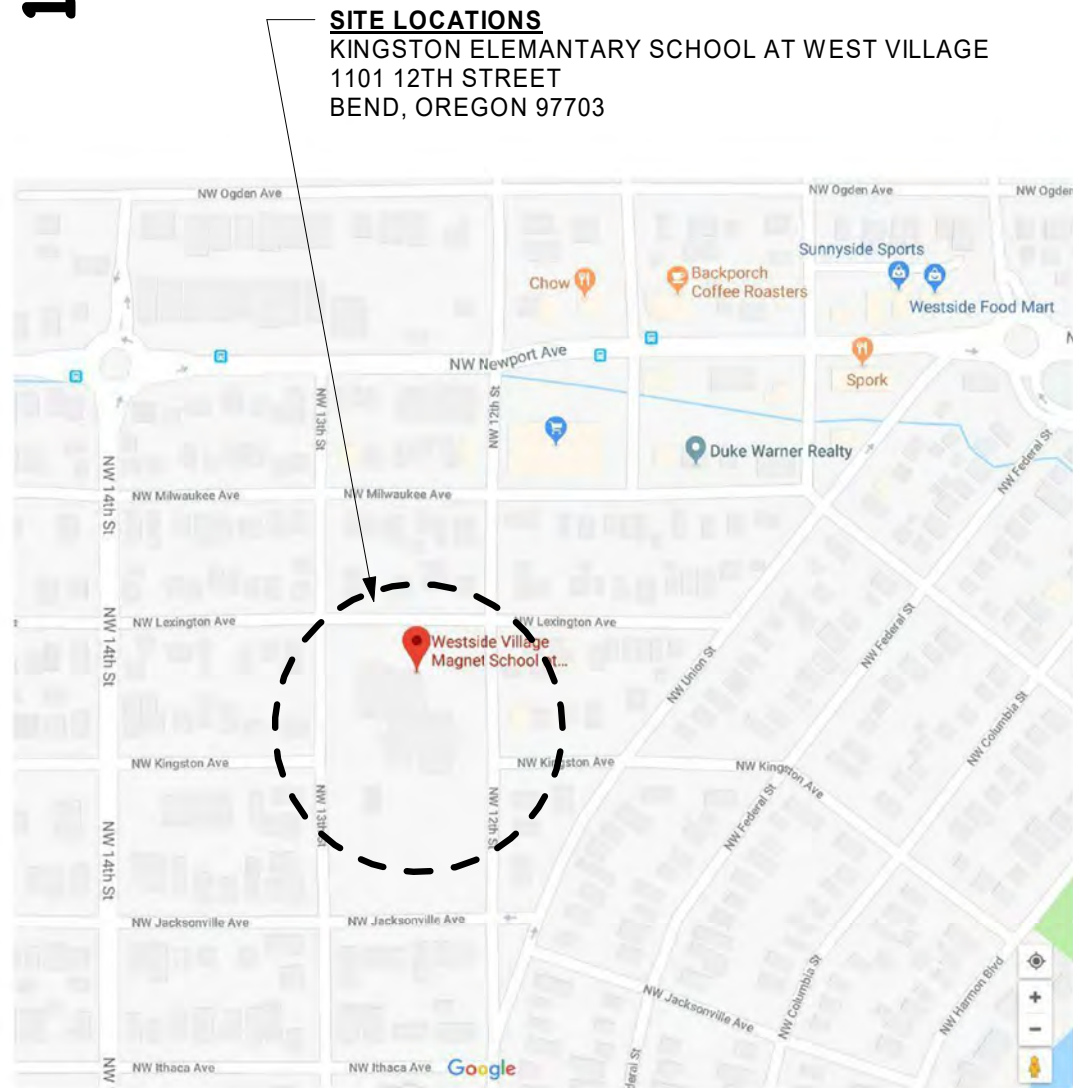 1
SITE LOCATIONS
KINGSTON ELEMANTARY SCHOOL AT WEST VILLAGE
1101 12TH STREET
BEND, OREGON 97703
NW Ogden Ave
NW Ogden Ave
NW Ogden
Sunnyside Sports
Chow
Backporch
Coffee Roasters
Westside Food Mart
NW Newport Ave
N
Spork
NW 13th St
NW 12th St
Duke Warner Realty
NW Federal St
NW 14th St
NW Milwaukee Ave
NW Milwaukee Ave
NW Lexington Ave
NW Lexington Ave
NW 14th St
Westside Village
Magnet School at...
NW Union St
NW Federal St
NW Columbia St
NW Kingston Ave
NW Kingston Ave
NW Kingston Ave
NW 13th St
NW 12th St
NW Federal St
NW 14th St
NW Jacksonville Ave
NW Jacksonville Ave
NW Jacksonville Ave
NW Columbia St
NW Harmon Blvd
+
−
NW
NW Ithaca Ave
NW Ithaca Ave
Google
deral St